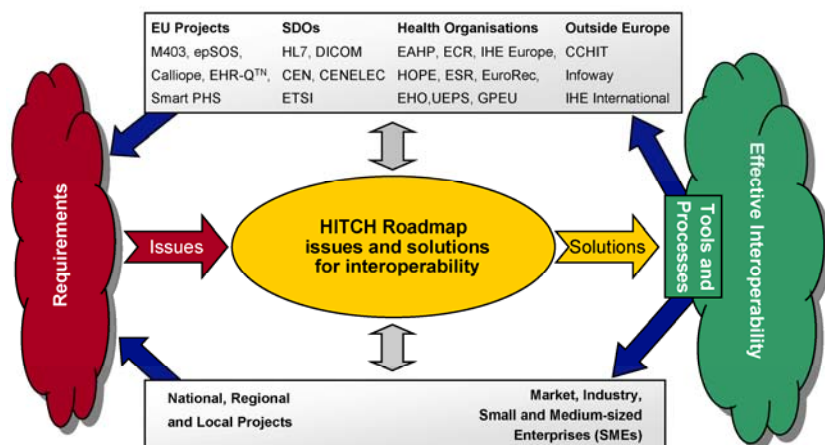 EU Projects
M403, epSOS,
Calliope, EHR-Qᵀᴺ,
Smart PHS
SDOs
HL7, DICOM
CEN, CENELEC
ETSI
Health Organisations
EAHP, ECR, IHE Europe,
HOPE, ESR, EuroRec,
EHO,UEPS, GPEU
Outside Europe
CCHIT
Infoway
IHE International
Requirements
Issues
HITCH Roadmap
issues and solutions
for interoperability
Solutions
Tools and
Processes
Effective Interoperability
National, Regional
and Local Projects
Market, Industry,
Small and Medium-sized
Enterprises (SMEs)